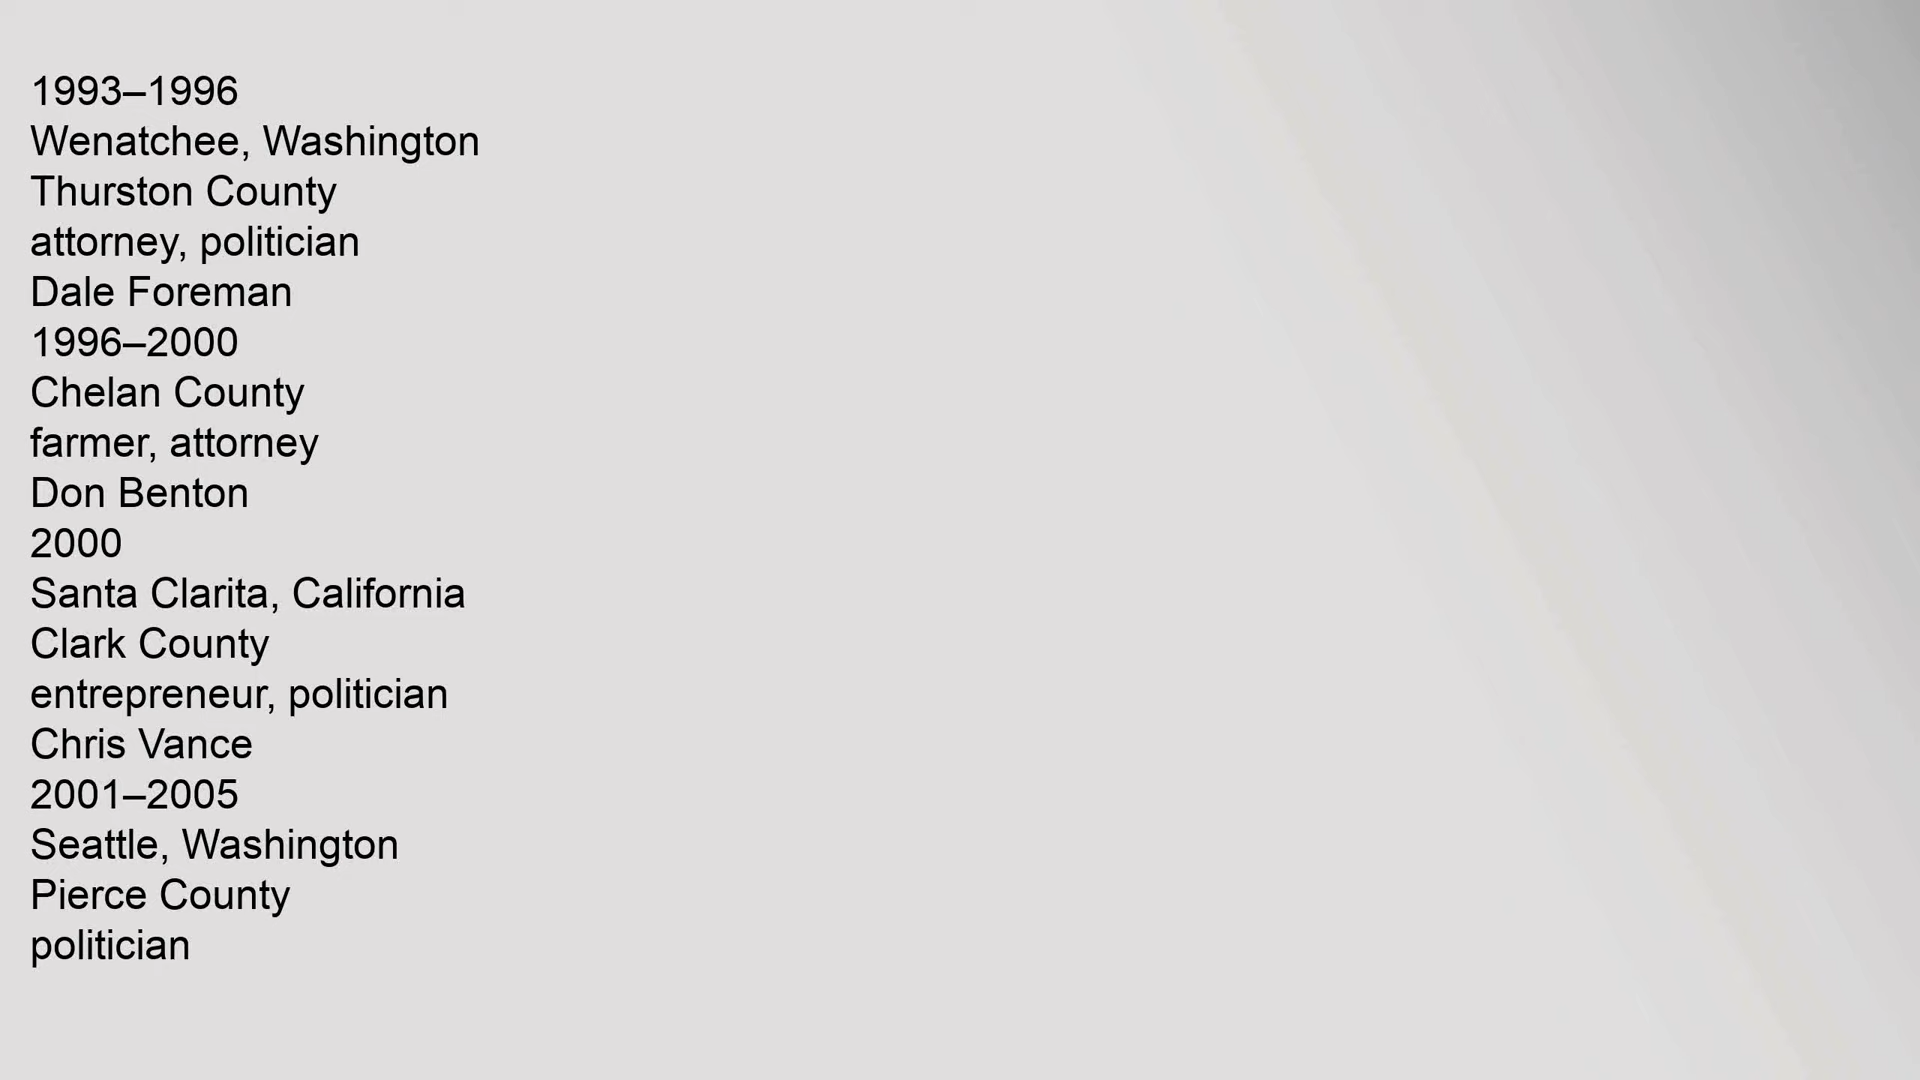 1993–1996
Wenatchee, Washington
Thurston County
attorney, politician
Dale Foreman
1996–2000
Chelan County
farmer, attorney
Don Benton
2000
Santa Clarita, California
Clark County
entrepreneur, politician
Chris Vance
2001–2005
Seattle, Washington
Pierce County
politician